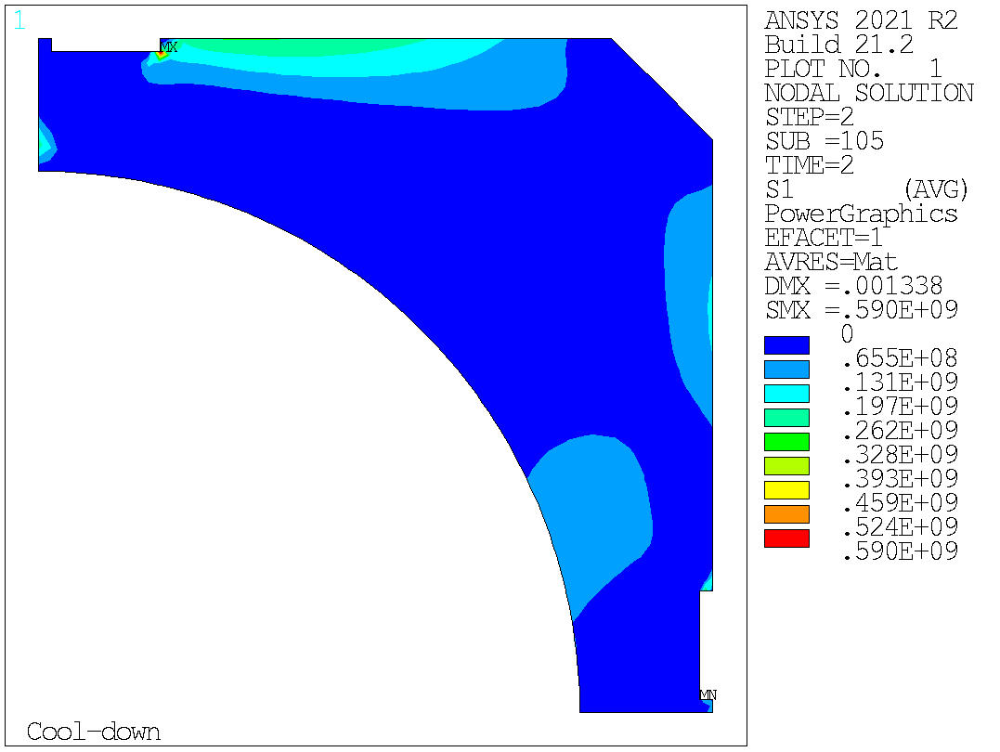 1
MX
ANSYS 2021 R2
Build 21.2
PLOT NO. 1
NODAL SOLUTION
STEP=2
SUB =105
TIME=2
S1 (AVG)
PowerGraphics
EFACET=1
AVRES=Mat
DMX =.001338
SMX =.590E+09
0
.655E+08
.131E+09
.197E+09
.262E+09
.328E+09
.393E+09
.459E+09
.524E+09
.590E+09
MN
Cool-down